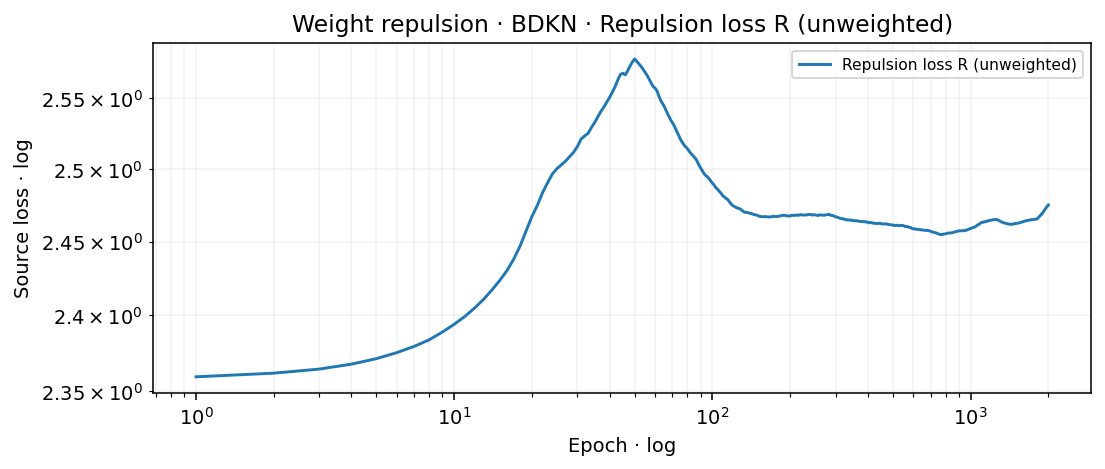 Weight repulsion · BDKN · Repulsion loss R (unweighted)
Repulsion loss R (unweighted)
Source loss · log
2.55 × 10⁰
2.5 × 10⁰
2.45 × 10⁰
2.4 × 10⁰
2.35 × 10⁰
10⁰ 10¹ 10² 10³
Epoch · log